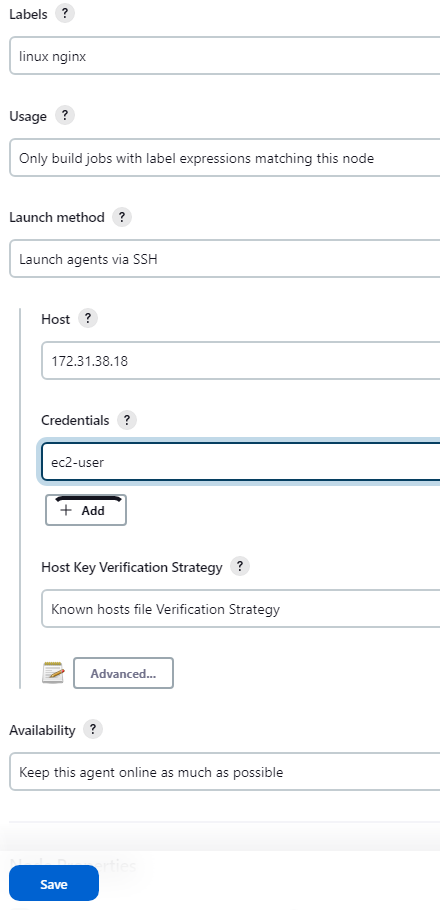 Labels ?
linux nginx
Usage ?
Only build jobs with label expressions matching this node
Launch method ?
Launch agents via SSH
Host ?
172.31.38.18
Credentials ?
ec2-user
+ Add
Host Key Verification Strategy ?
Known hosts file Verification Strategy
Advanced...
Availability ?
Keep this agent online as much as possible
Node Properties
Save